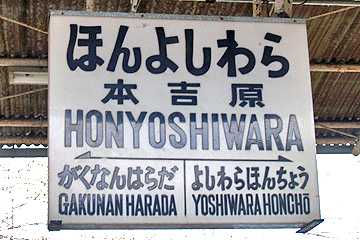 ほんよしわら
本吉原
HONYOSHIWARA
がくなんはらだ よしわらほんちょう
GAKUNAN HARADA YOSHIWARA HONCHŌ